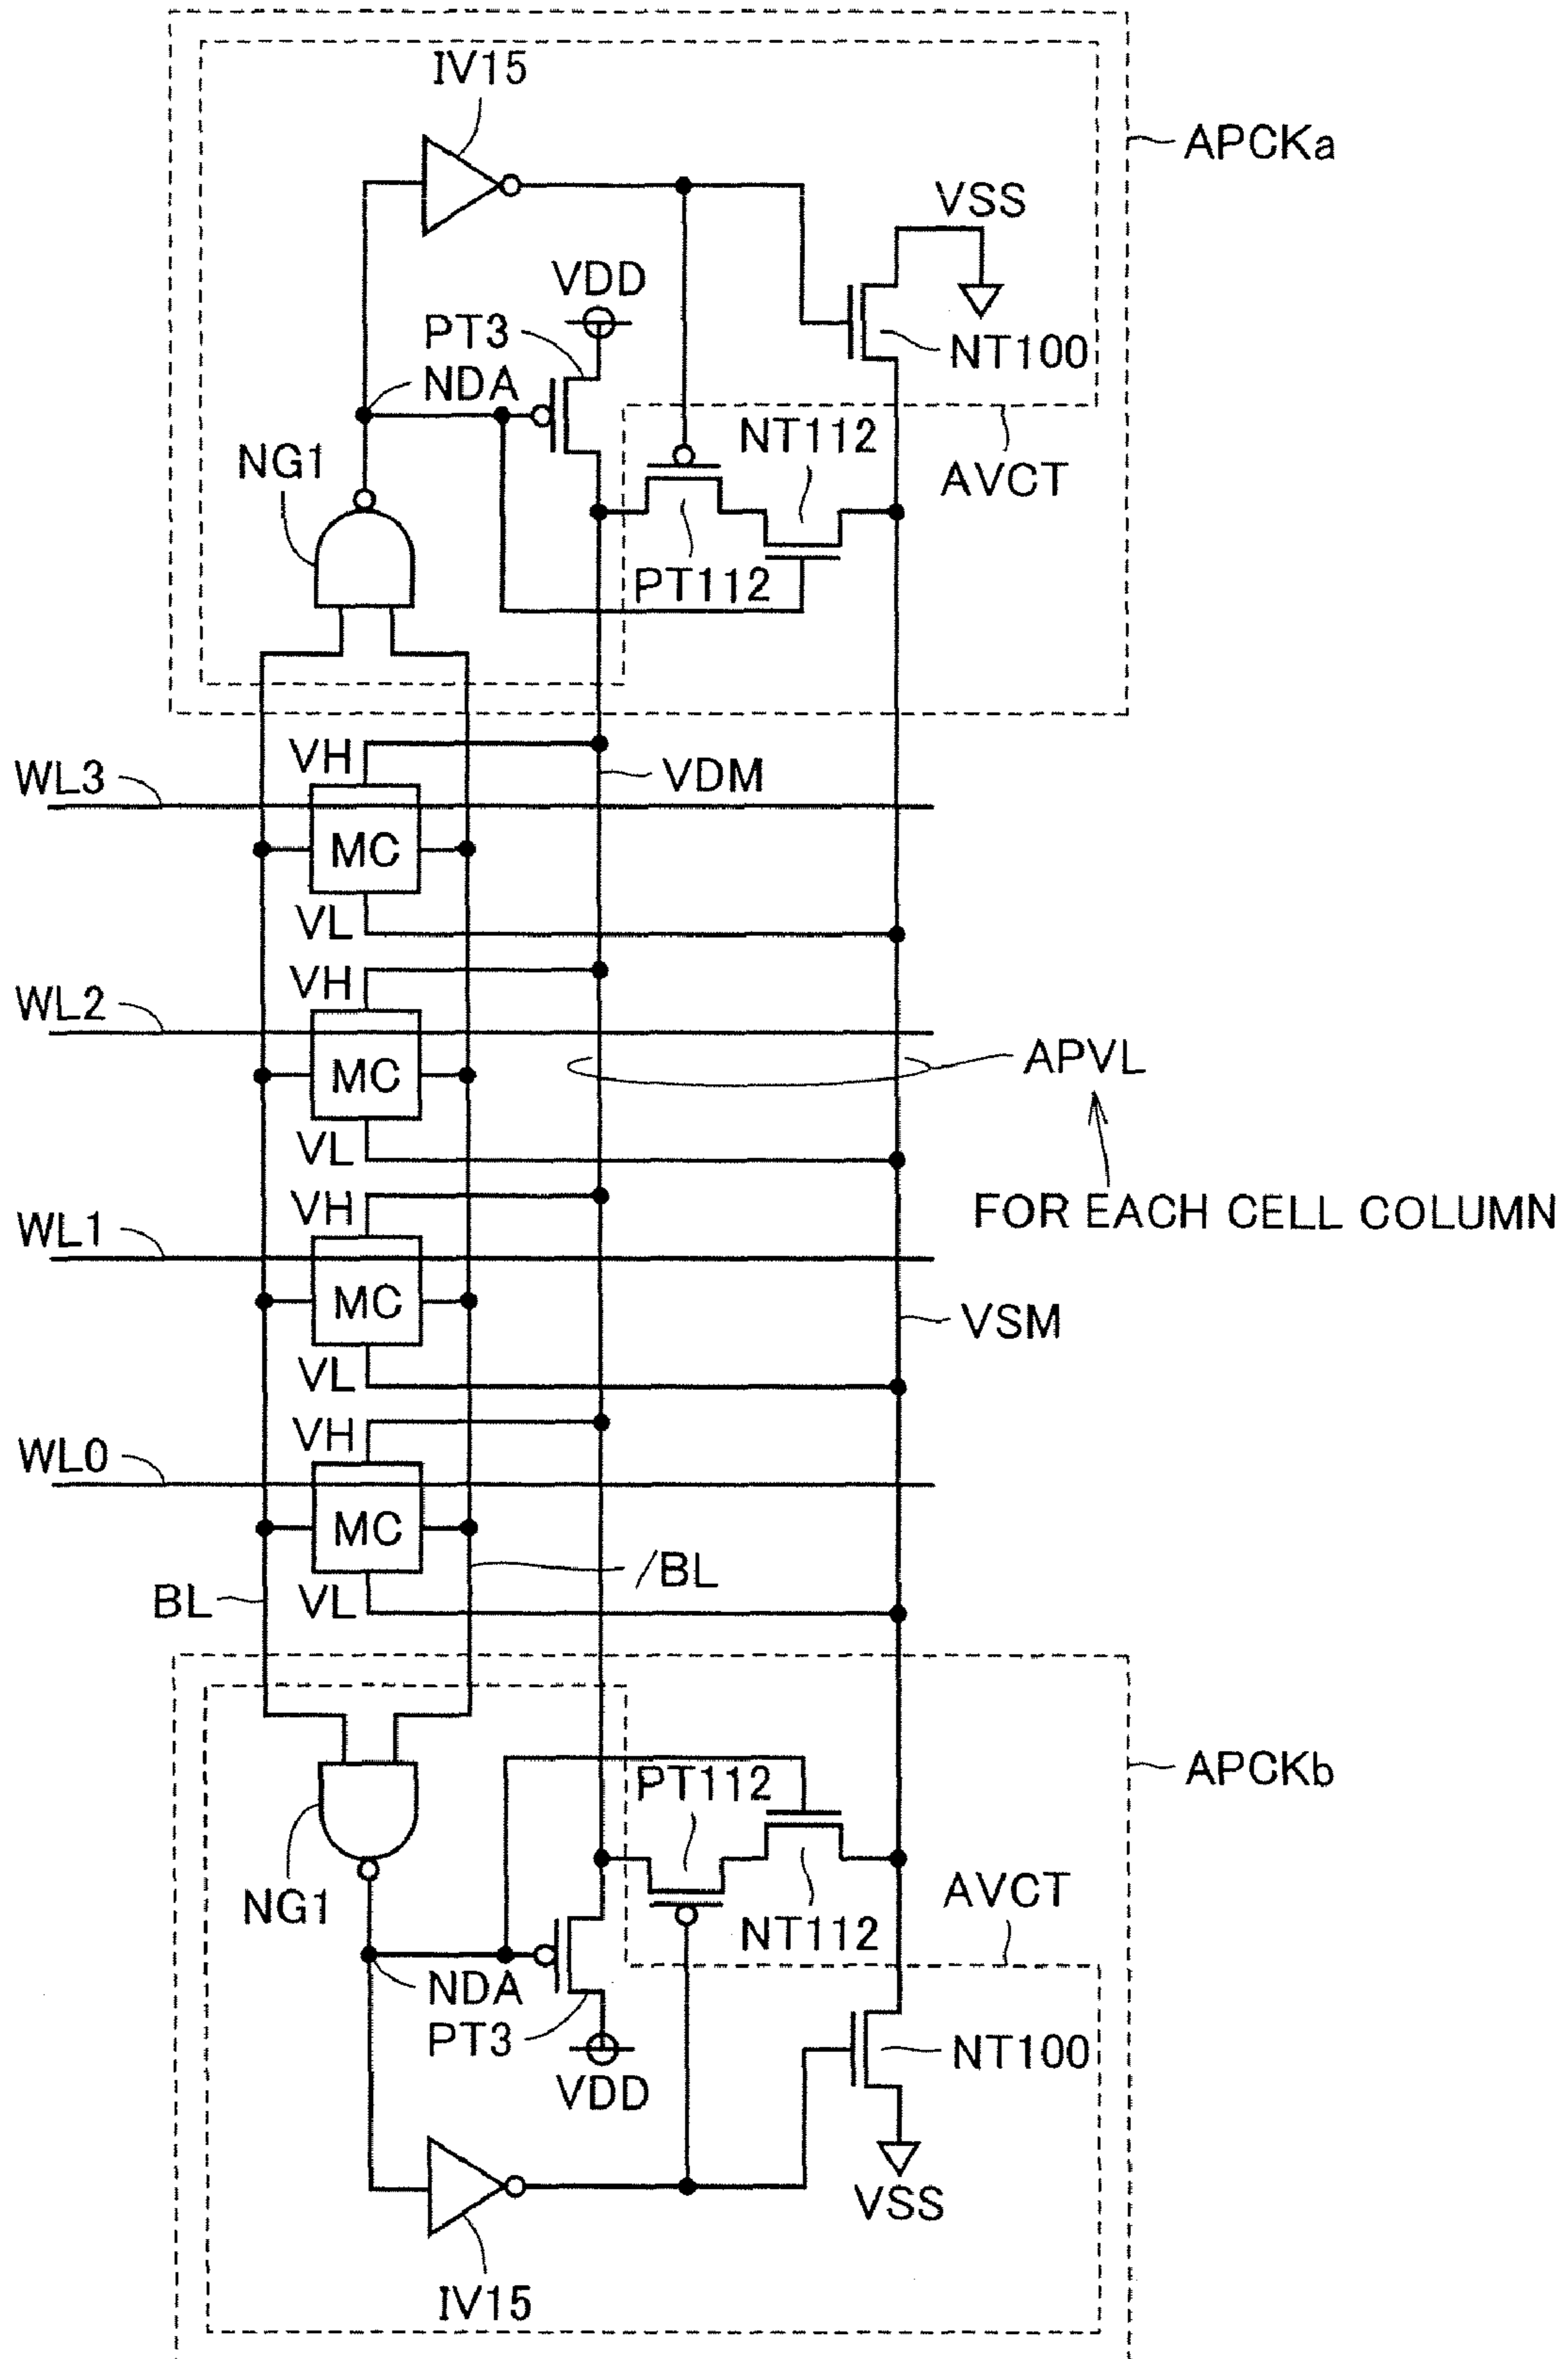 IV15
APCKa
VSS
VDD
PT3
NT100
NDA
NT112
NG1
AVCT
PT112
VH
WL3
VDM
MC
VL
VH
WL2
APVL
MC
VL
VH
FOR EACH CELL COLUMN
WL1
MC
VSM
VL
VH
WL0
MC
/BL
BL
VL
PT112
APCKb
AVCT
NG1
NT112
NDA
PT3
NT100
VDD
VSS
IV15